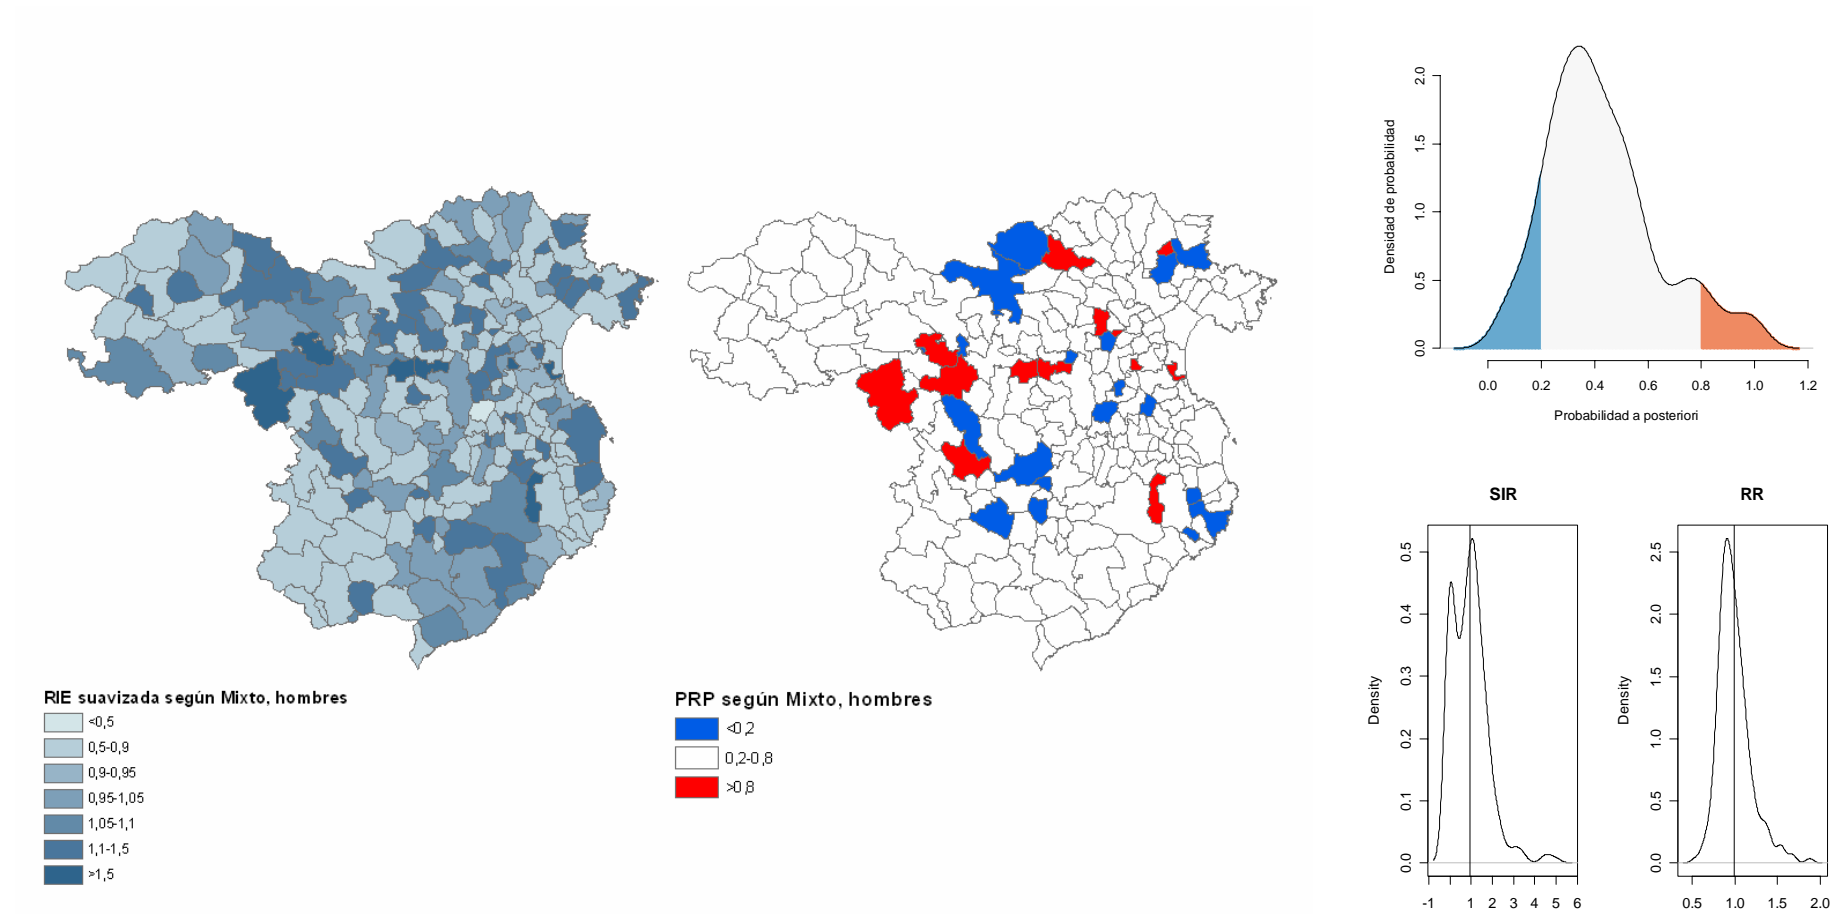 RIE suavizada según Mixto, hombres
<0,5
0,5-0,9
0,9-0,95
0,95-1,05
1,05-1,1
1,1-1,5
>1,5
PRP según Mixto, hombres
<0,2
0,2-0,8
>0,8
Densidad de probabilidad
2.0
1.5
1.0
0.5
0.0
0.0 0.2 0.4 0.6 0.8 1.0 1.2
Probabilidad a posteriori
SIR
Density
0.5
0.4
0.3
0.2
0.1
0.0
-1 1 2 3 4 5 6
RR
Density
2.5
2.0
1.5
1.0
0.5
0.0
0.5 1.0 1.5 2.0